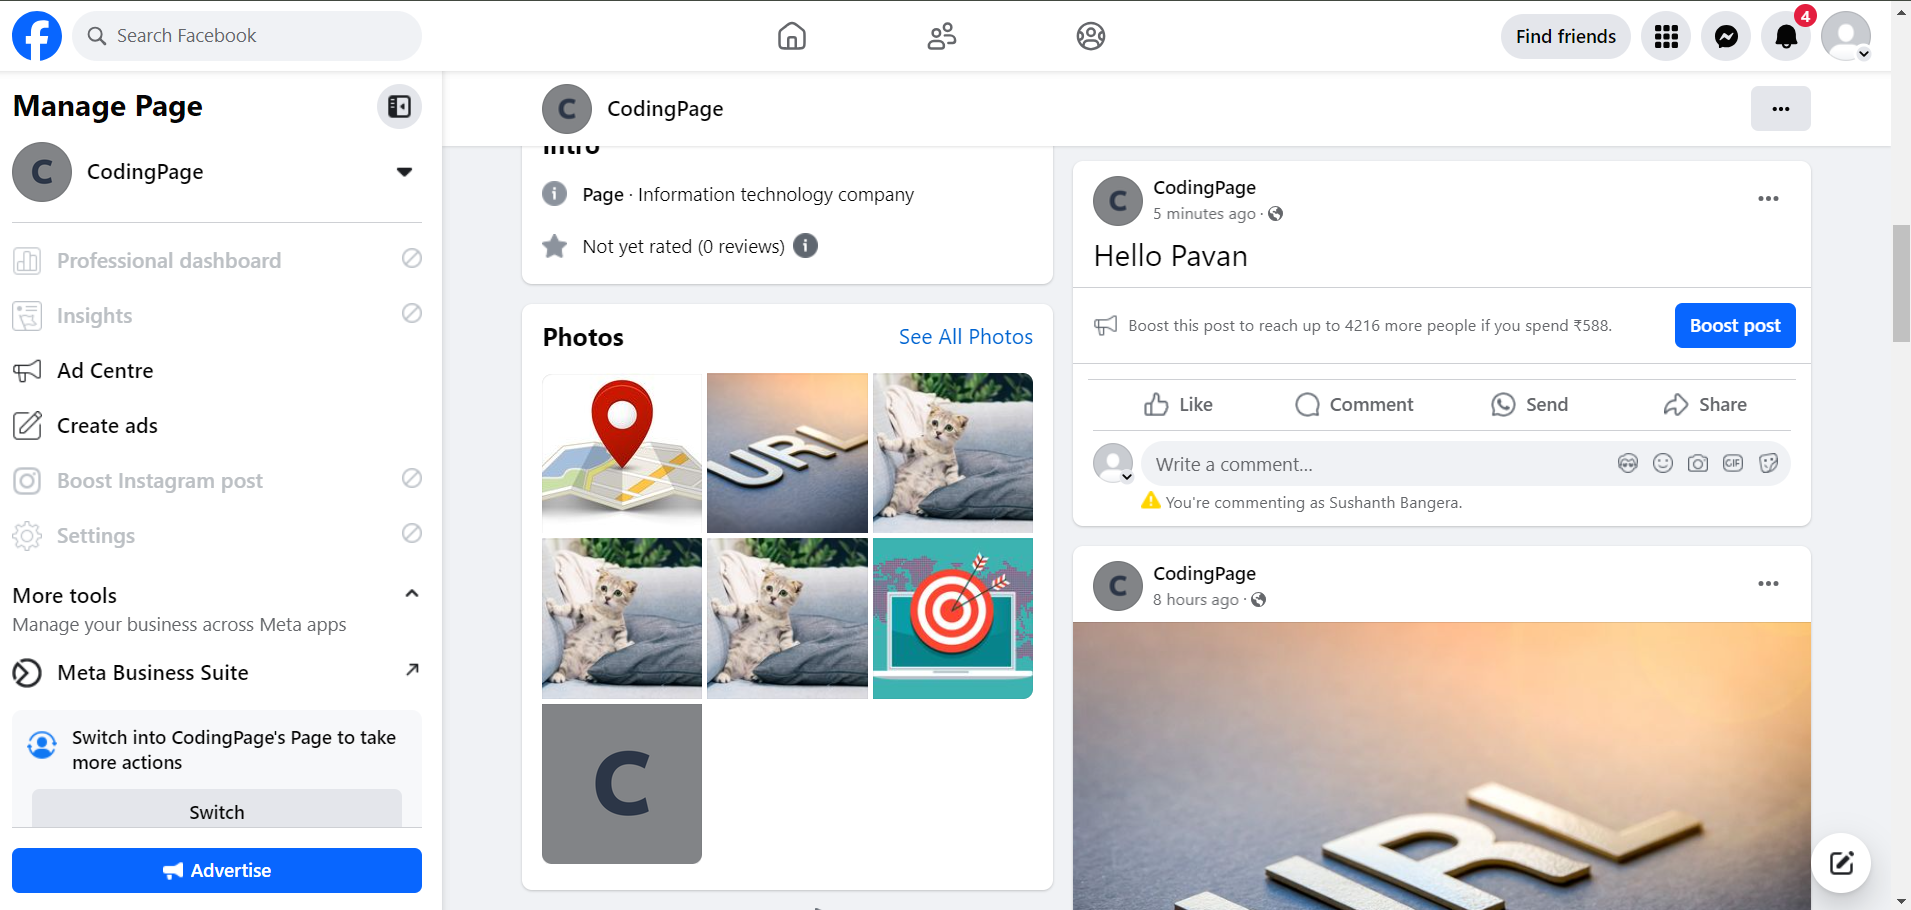 Search Facebook
Find friends
4
Manage Page
C
CodingPage
Professional dashboard
Insights
Ad Centre
Create ads
Boost Instagram post
Settings
More tools
Manage your business across Meta apps
Meta Business Suite
Switch into CodingPage's Page to take
more actions
Switch
Advertise
C
CodingPage
...
Intro
Page · Information technology company
Not yet rated (0 reviews)
Photos
See All Photos
URL
C
C
CodingPage
5 minutes ago ·
Hello Pavan
Boost this post to reach up to 4216 more people if you spend ₹588.
Boost post
Like
Comment
Send
Share
Write a comment...
GIF
You're commenting as Sushanth Bangera.
C
CodingPage
8 hours ago ·
URL